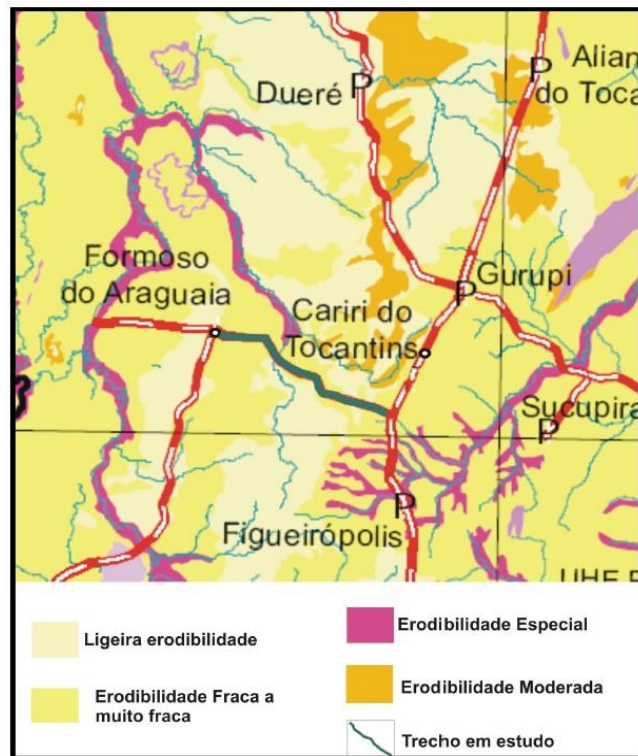 Alian
do Toca
P
P
Dueré
Formoso
do Araguaia
Gurupi
P
Cariri do
Tocantins
Sucupira
P
P
Figueirópolis
Ligeira erodibilidade
Erodibilidade Fraca a
muito fraca
Erodibilidade Especial
Erodibilidade Moderada
Trecho em estudo